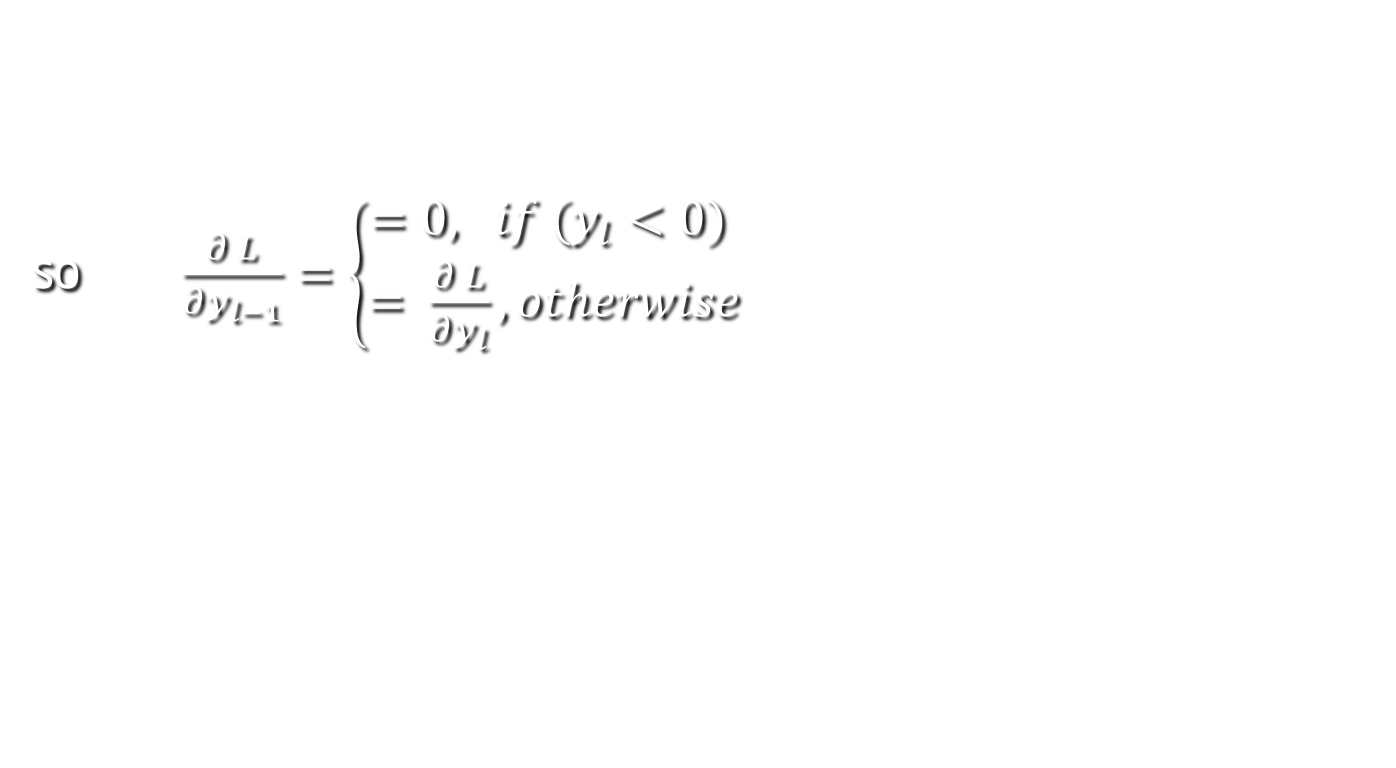 so ∂ L / ∂y_{l−1} = { = 0, if (y_l < 0)
= ∂ L / ∂y_l , otherwise